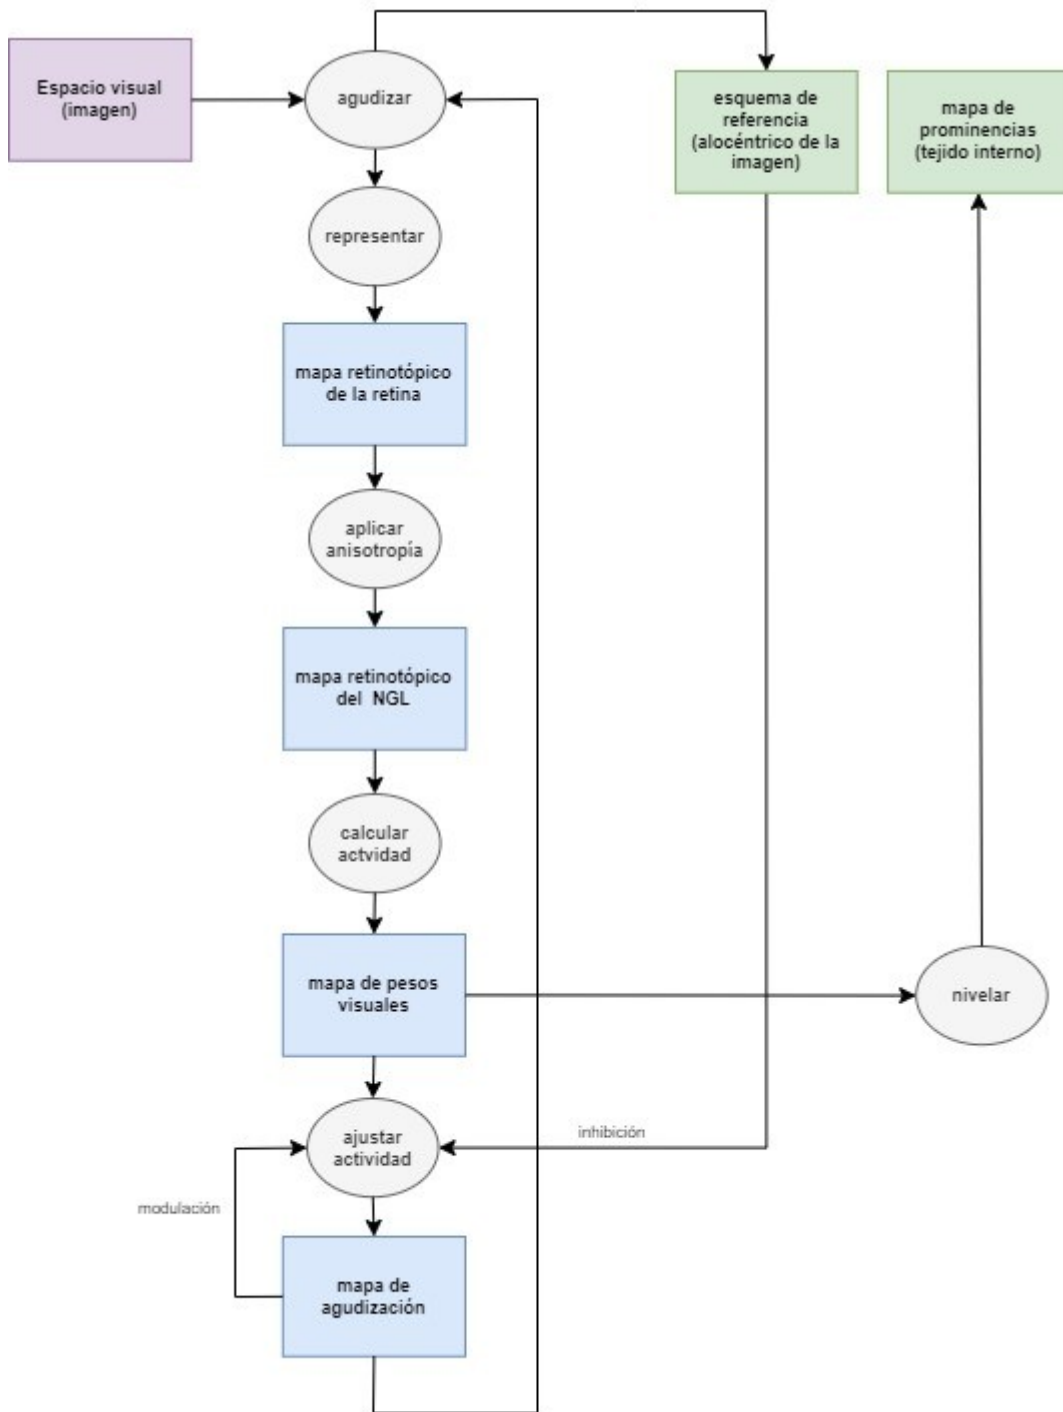 Espacio visual
(imagen)
agudizar
esquema de
referencia
(alocéntrico de la
imagen)
mapa de
prominencias
(tejido interno)
representar
mapa retinotópico
de la retina
aplicar
anisotropía
mapa retinotópico
del NGL
calcular
actvidad
mapa de pesos
visuales
nivelar
ajustar
actividad
inhibición
modulación
mapa de
agudización